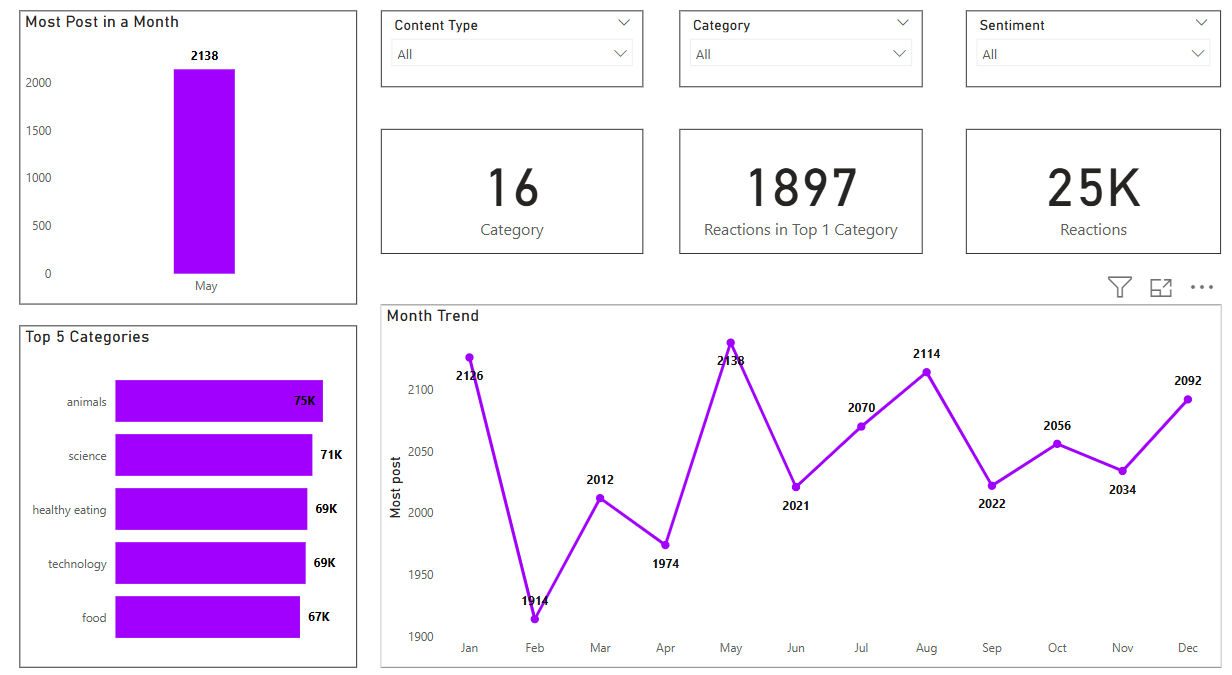 Most Post in a Month
2138
2000
1500
1000
500
0
May
Content Type
All
Category
All
Sentiment
All
16
Category
1897
Reactions in Top 1 Category
25K
Reactions
Top 5 Categories
animals 75K
science 71K
healthy eating 69K
technology 69K
food 67K
Month Trend
Most post
2100
2050
2000
1950
1900
2126
1914
2012
1974
2138
2021
2070
2114
2022
2056
2034
2092
Jan Feb Mar Apr May Jun Jul Aug Sep Oct Nov Dec